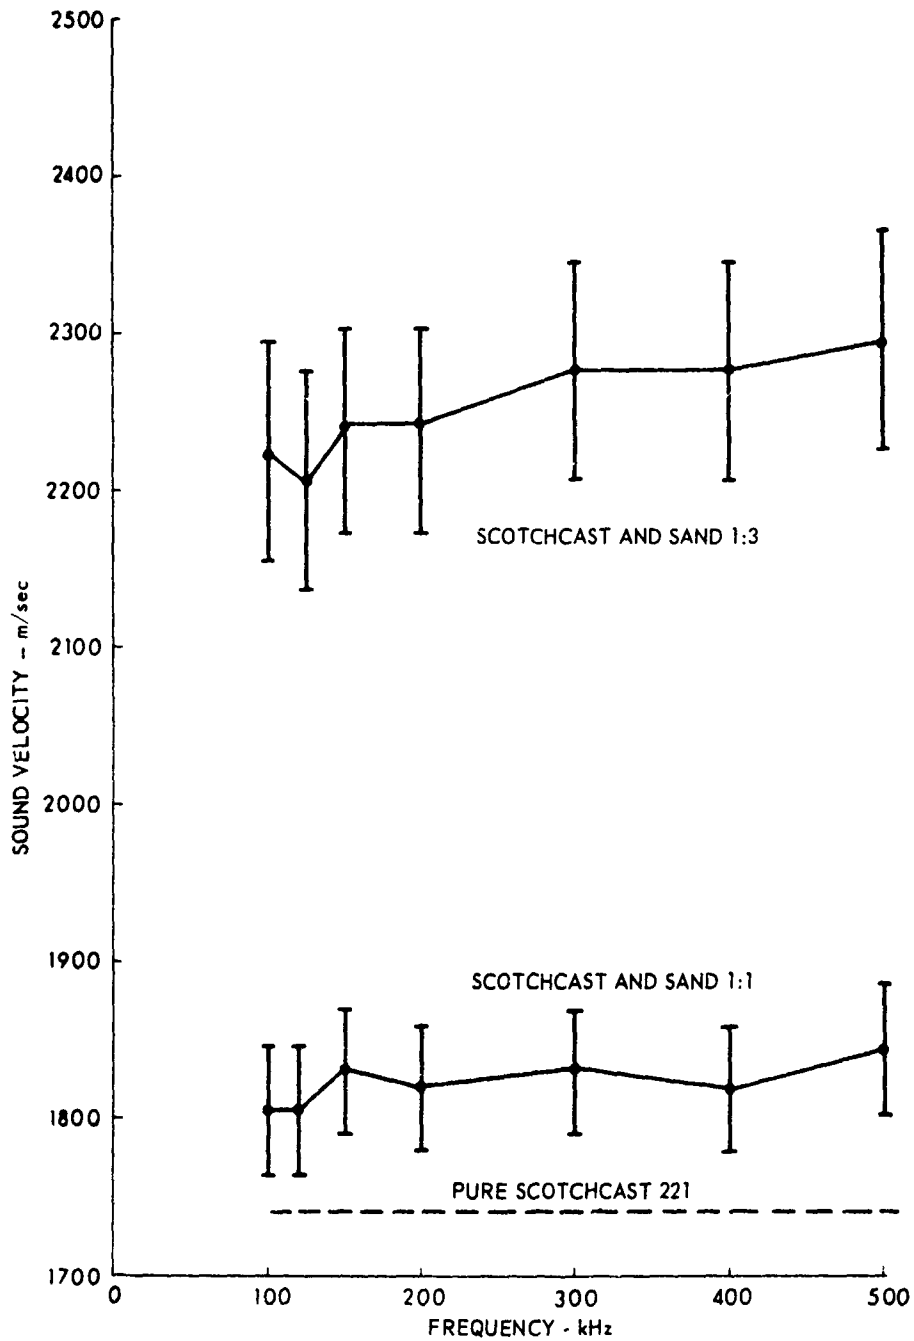 2500
2400
2300
2200
SCOTCHCAST AND SAND 1:3
2100
SOUND VELOCITY - m/sec
2000
1900
SCOTCHCAST AND SAND 1:1
1800
PURE SCOTCHCAST 221
1700
0 100 200 300 400 500
FREQUENCY - kHz